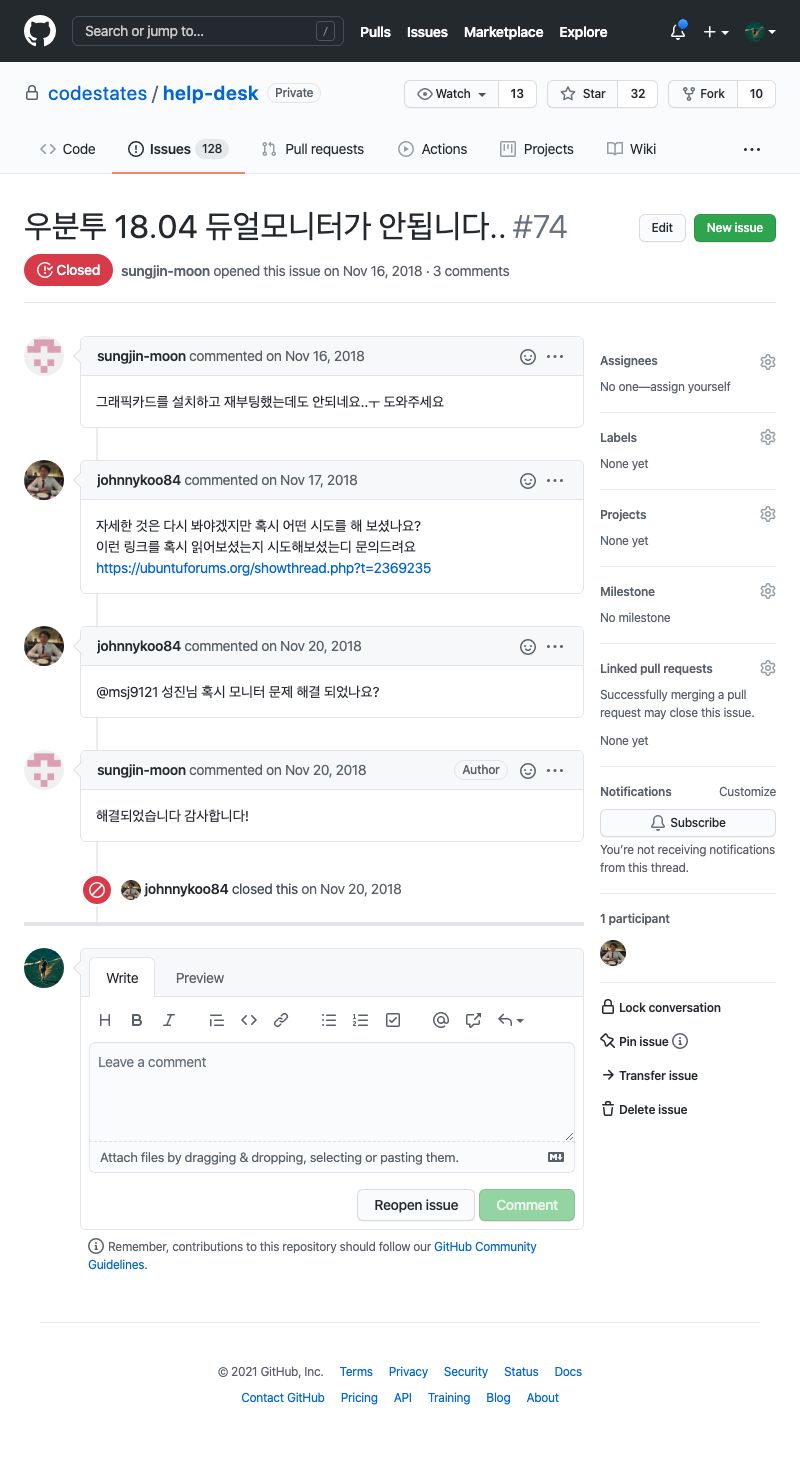 Search or jump to... /
Pulls Issues Marketplace Explore
codestates / help-desk Private
Watch 13 Star 32 Fork 10
Code Issues 128 Pull requests Actions Projects Wiki ...
우분투 18.04 듀얼모니터가 안됩니다.. #74
Edit New issue
Closed sungjin-moon opened this issue on Nov 16, 2018 · 3 comments
sungjin-moon commented on Nov 16, 2018
그래픽카드를 설치하고 재부팅했는데도 안되네요..ㅜ 도와주세요
johnnykoo84 commented on Nov 17, 2018
자세한 것은 다시 봐야겠지만 혹시 어떤 시도를 해 보셨나요?
이런 링크를 혹시 읽어보셨는지 시도해보셨는디 문의드려요
https://ubuntuforums.org/showthread.php?t=2369235
johnnykoo84 commented on Nov 20, 2018
@msj9121 성진님 혹시 모니터 문제 해결 되었나요?
sungjin-moon commented on Nov 20, 2018 Author
해결되었습니다 감사합니다!
johnnykoo84 closed this on Nov 20, 2018
Write Preview
Leave a comment
Attach files by dragging & dropping, selecting or pasting them.
Reopen issue Comment
Remember, contributions to this repository should follow our GitHub Community
Guidelines.
Assignees
No one—assign yourself
Labels
None yet
Projects
None yet
Milestone
No milestone
Linked pull requests
Successfully merging a pull
request may close this issue.
None yet
Notifications Customize
Subscribe
You're not receiving notifications
from this thread.
1 participant
Lock conversation
Pin issue
Transfer issue
Delete issue
© 2021 GitHub, Inc. Terms Privacy Security Status Docs
Contact GitHub Pricing API Training Blog About